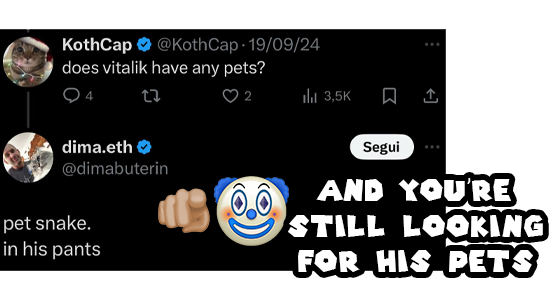 KothCap @KothCap · 19/09/24
does vitalik have any pets?
4 2 3,5K
dima.eth Segui
@dimabuterin
pet snake.
in his pants
AND YOU'RE
STILL LOOKING
FOR HIS PETS